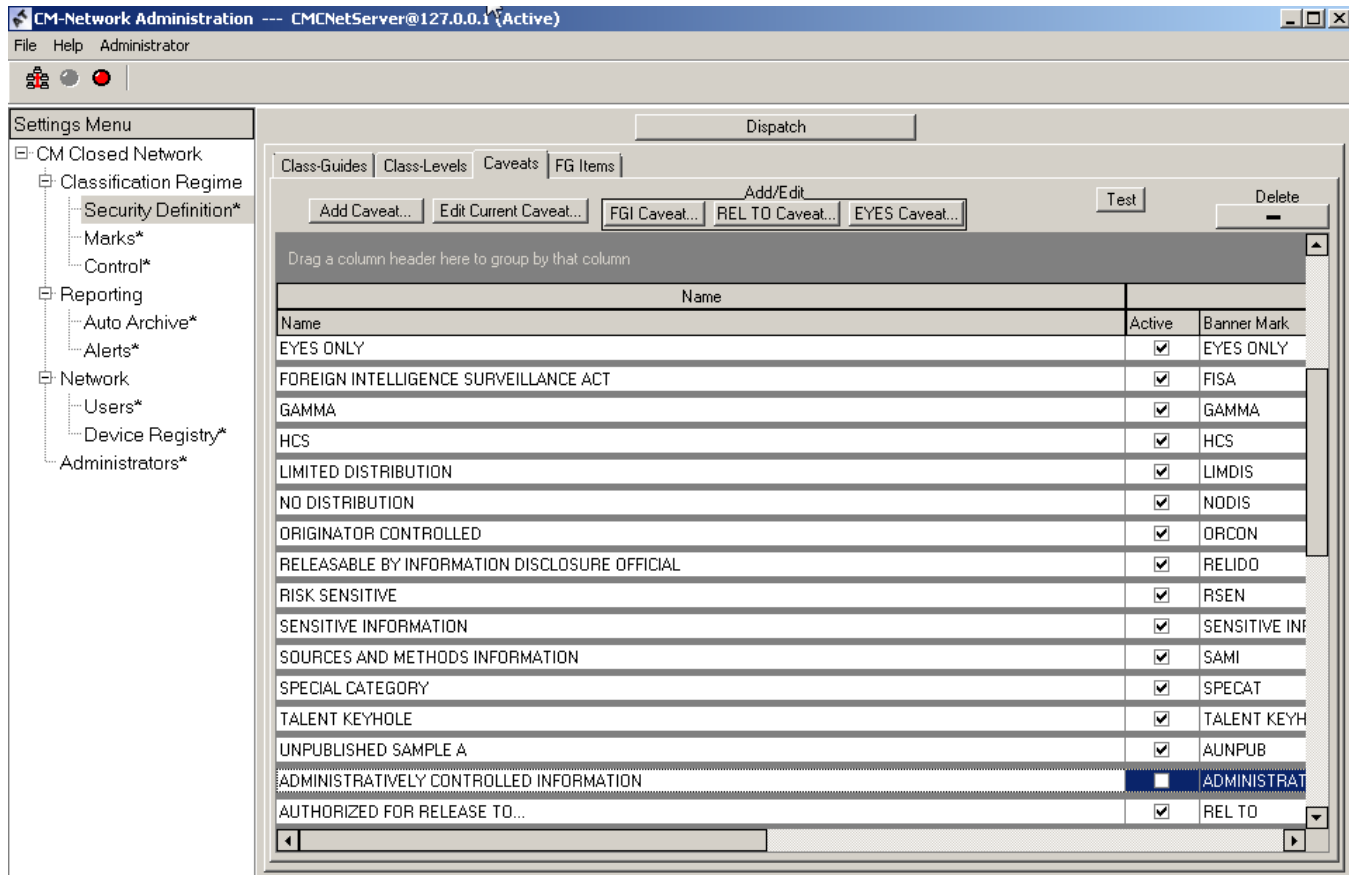 CM-Network Administration --- CMCNetServer@127.0.0.1 (Active)
File Help Administrator
Settings Menu
CM Closed Network
Classification Regime
Security Definition*
Marks*
Control*
Reporting
Auto Archive*
Alerts*
Network
Users*
Device Registry*
Administrators*
Dispatch
Class-Guides Class-Levels Caveats FG Items
Add/Edit
Add Caveat... Edit Current Caveat... FGI Caveat... REL TO Caveat... EYES Caveat... Test Delete
Drag a column header here to group by that column
Name
Name Active Banner Mark
EYES ONLY EYES ONLY
FOREIGN INTELLIGENCE SURVEILLANCE ACT FISA
GAMMA GAMMA
HCS HCS
LIMITED DISTRIBUTION LIMDIS
NO DISTRIBUTION NODIS
ORIGINATOR CONTROLLED ORCON
RELEASABLE BY INFORMATION DISCLOSURE OFFICIAL RELIDO
RISK SENSITIVE RSEN
SENSITIVE INFORMATION SENSITIVE INF
SOURCES AND METHODS INFORMATION SAMI
SPECIAL CATEGORY SPECAT
TALENT KEYHOLE TALENT KEYH
UNPUBLISHED SAMPLE A AUNPUB
ADMINISTRATIVELY CONTROLLED INFORMATION ADMINISTRAT
AUTHORIZED FOR RELEASE TO... REL TO